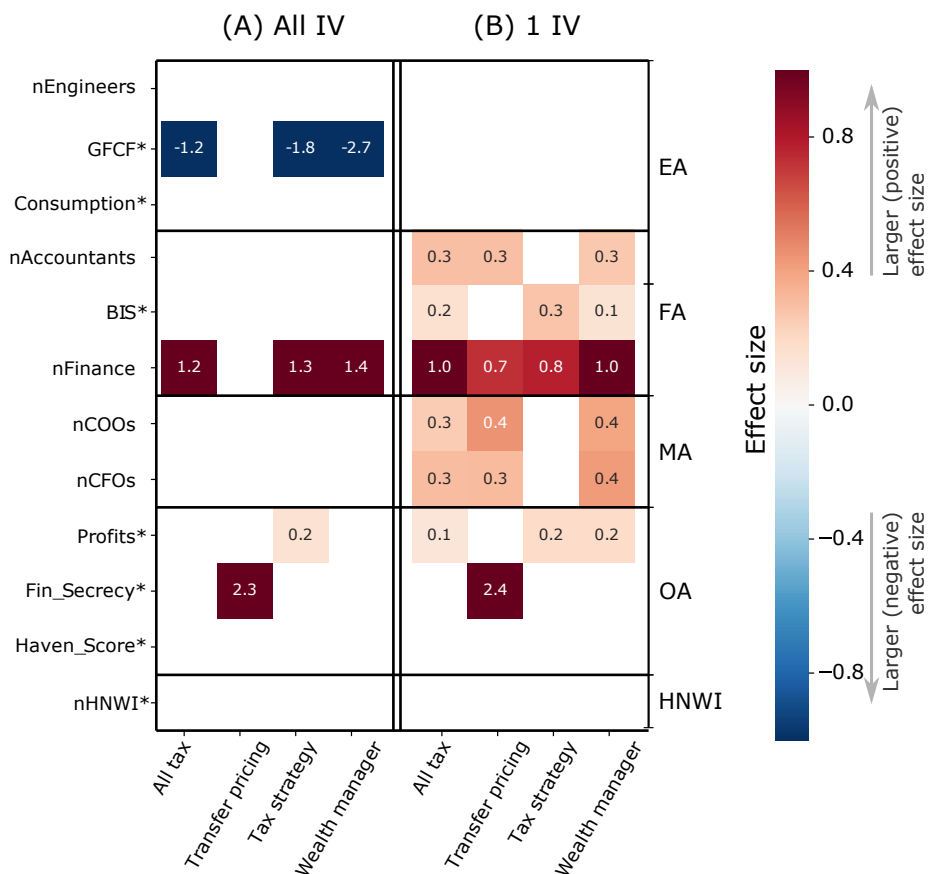 (A) All IV
(B) 1 IV
nEngineers
GFCF*
-1.2
-1.8
-2.7
Consumption*
EA
nAccountants
0.3
0.3
0.3
BIS*
0.2
0.3
0.1
FA
nFinance
1.2
1.3
1.4
1.0
0.7
0.8
1.0
nCOOs
0.3
0.4
0.4
MA
nCFOs
0.3
0.3
0.4
Profits*
0.2
0.1
0.2
0.2
Fin_Secrecy*
2.3
2.4
OA
Haven_Score*
nHNWI*
HNWI
All tax
Transfer pricing
Tax strategy
Wealth manager
All tax
Transfer pricing
Tax strategy
Wealth manager
Effect size
0.8
0.4
0.0
−0.4
−0.8
Larger (positive)
effect size
Larger (negative)
effect size